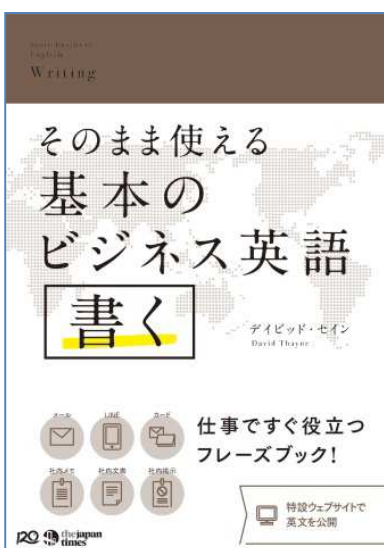 Basic Business
English
Writing
そのまま使える
基本の
ビジネス英語
書く
デイビッド・セイン
David Thayne
メール
LINE
カード
社内メモ
社内文書
社内掲示
仕事ですぐ役立つ
フレーズブック!
特設ウェブサイトで
英文を公開
120 the japan
times